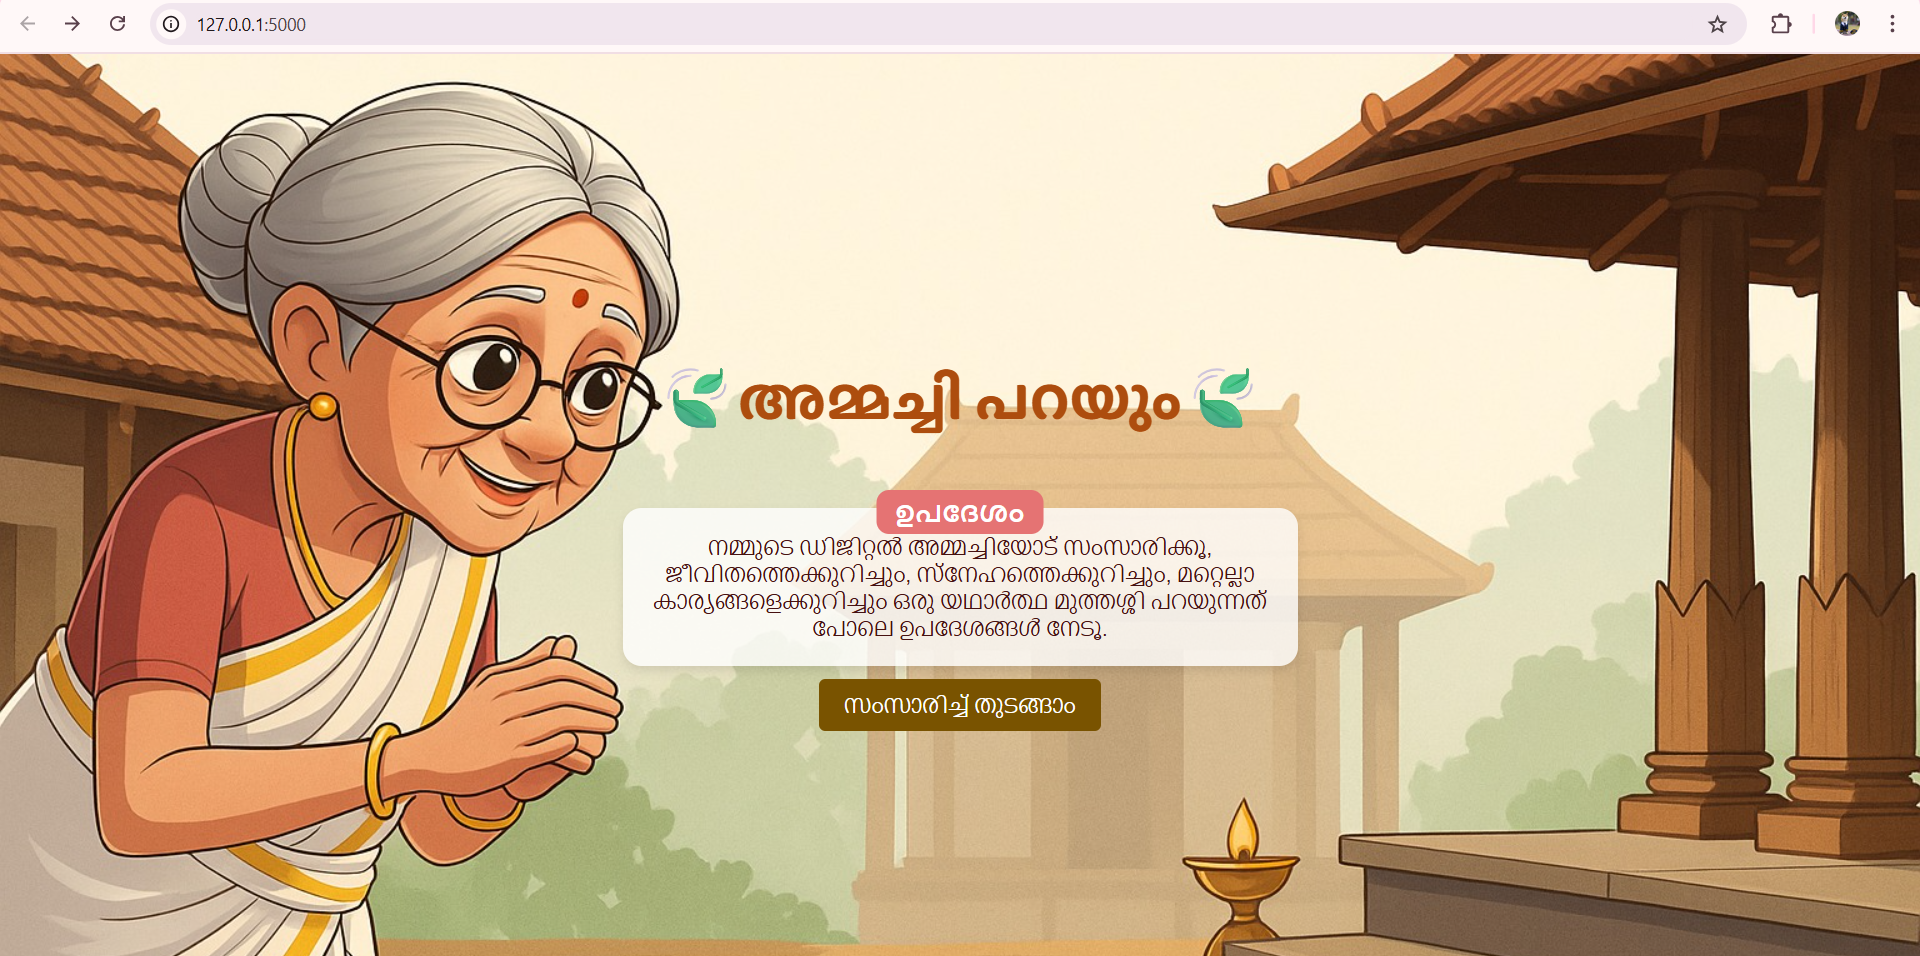 127.0.0.1:5000
🍃 അമ്മച്ചി പറയും 🍃
ഉപദേശം
നമ്മുടെ ഡിജിറ്റൽ അമ്മച്ചിയോട് സംസാരിക്കൂ,
ജീവിതത്തെക്കുറിച്ചും, സ്നേഹത്തെക്കുറിച്ചും, മറ്റെല്ലാ
കാര്യങ്ങളെക്കുറിച്ചും ഒരു യഥാർത്ഥ മുത്തശ്ശി പറയുന്നത്
പോലെ ഉപദേശങ്ങൾ നേടൂ.
സംസാരിച്ച് തുടങ്ങാം